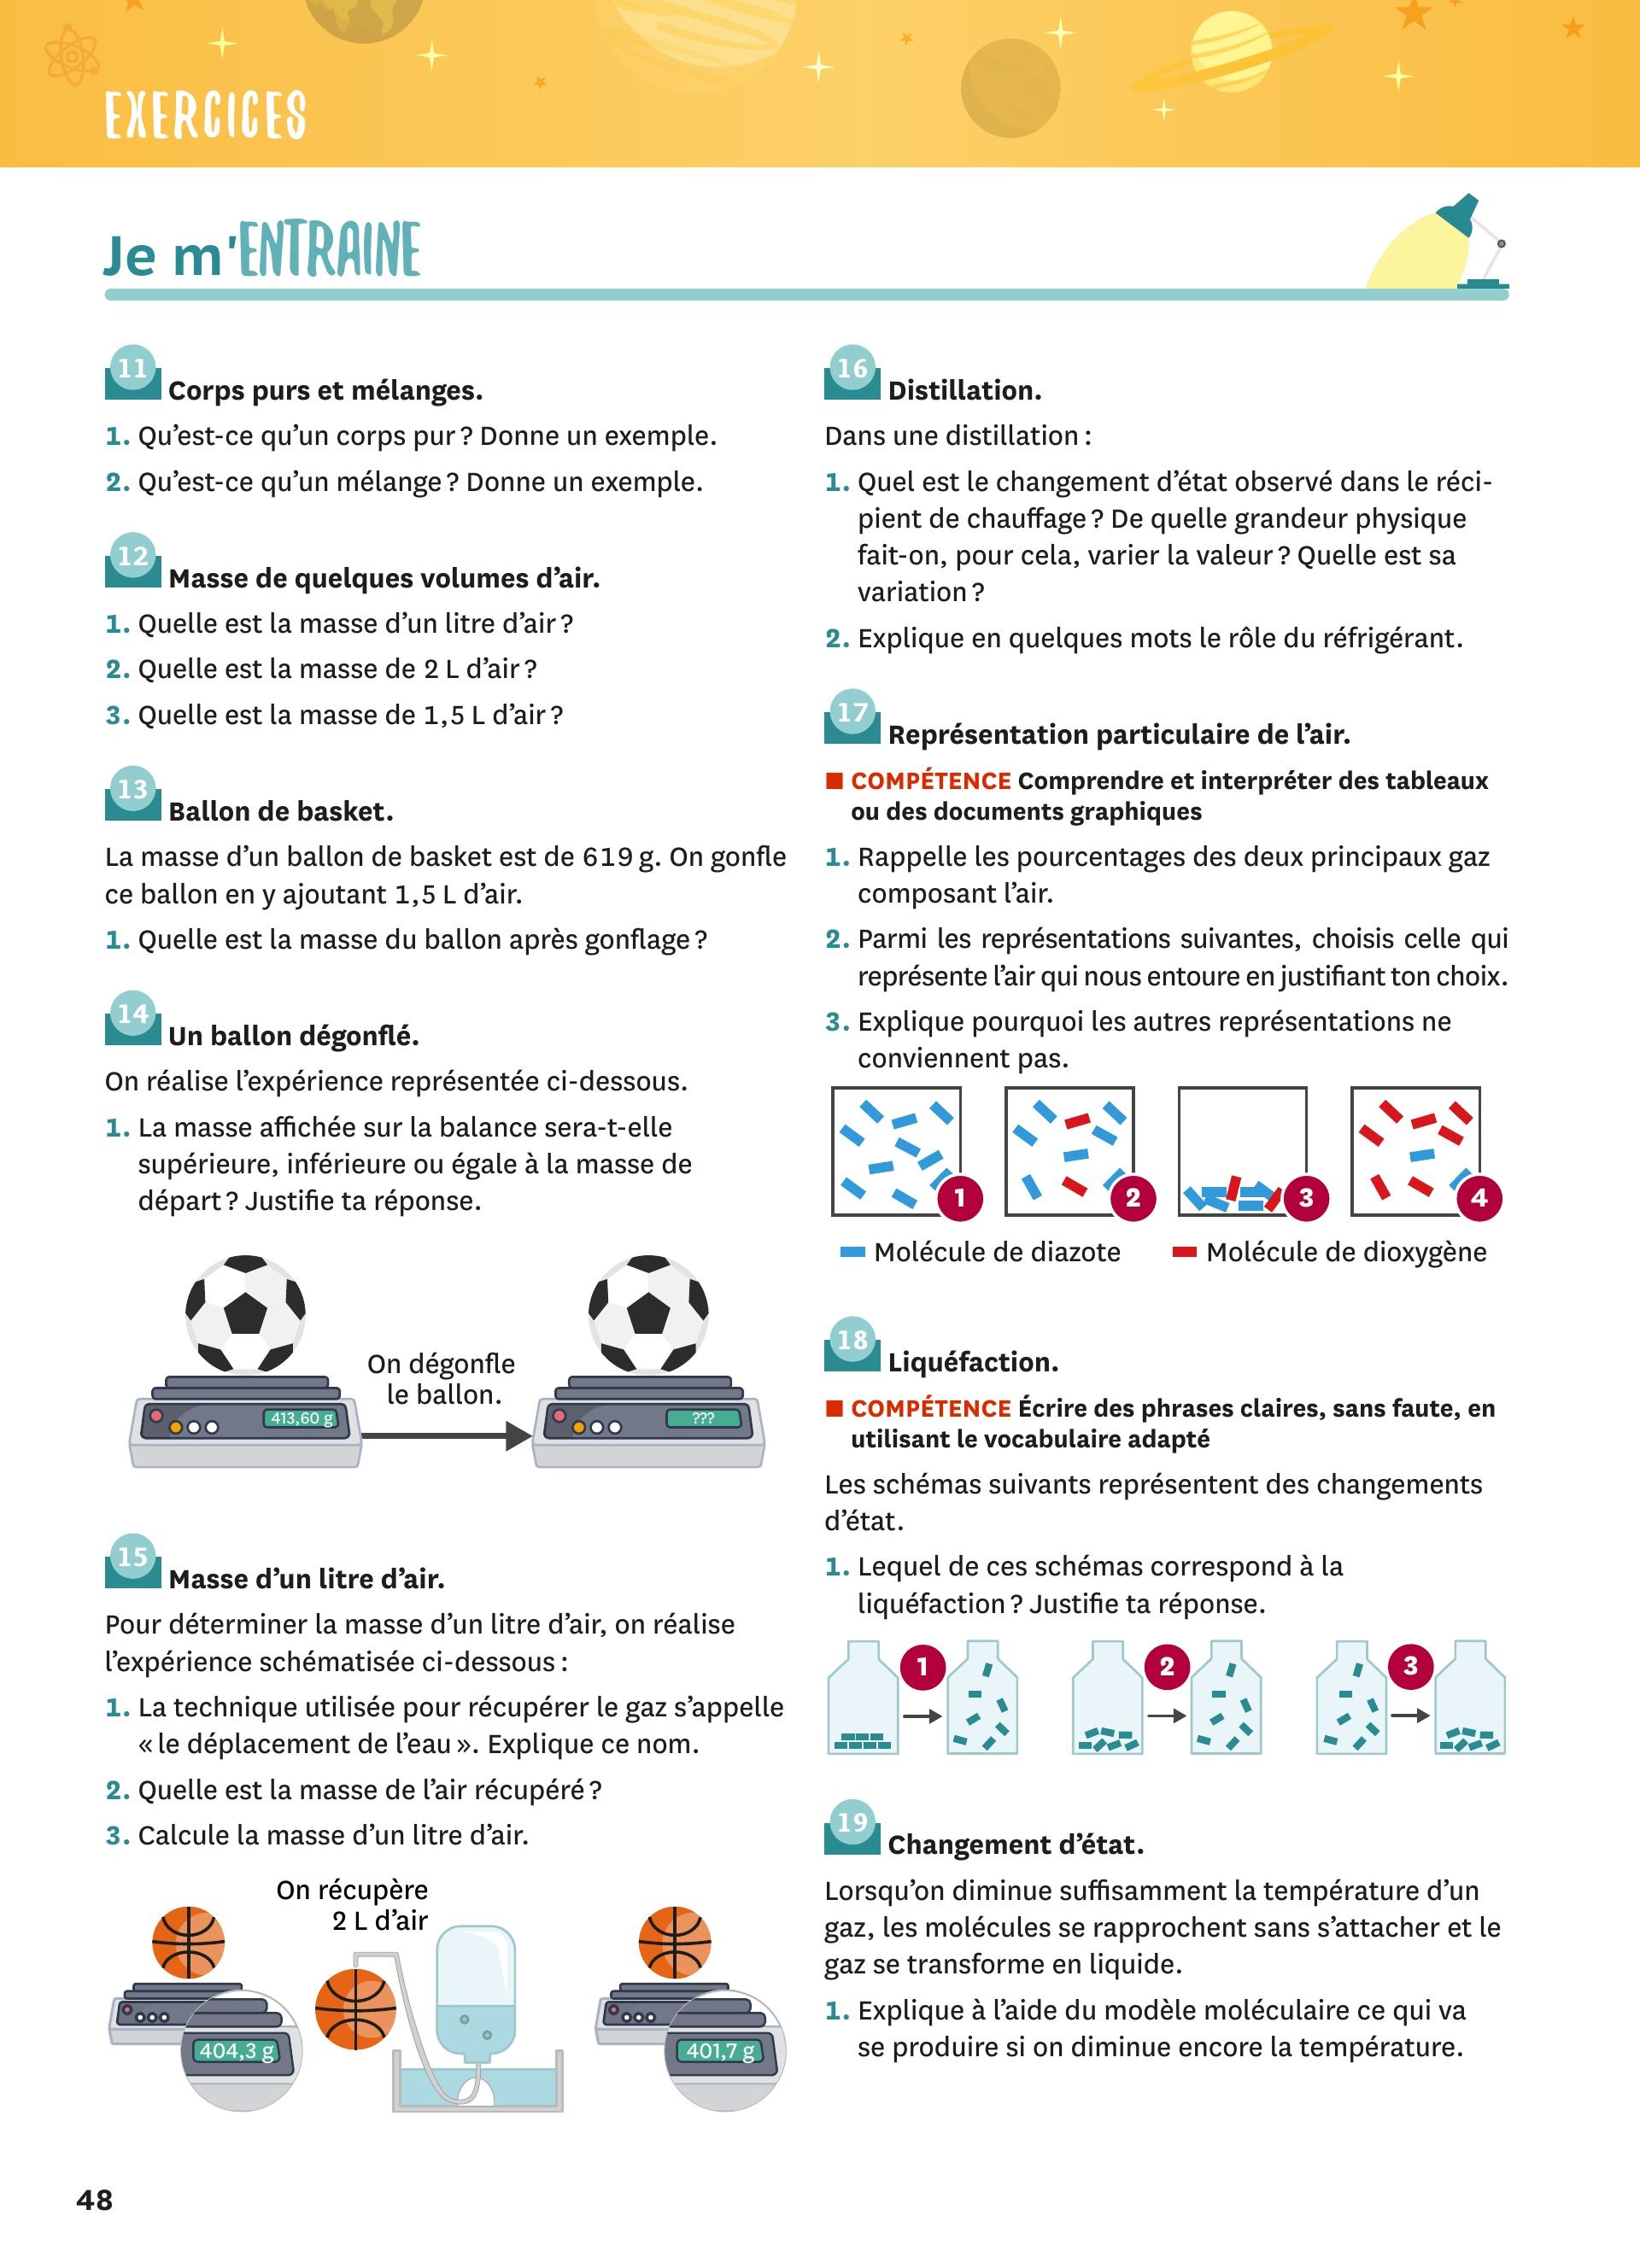 EXERCICES
Je m'ENTRAINE
11 Corps purs et mélanges.
1. Qu'est-ce qu'un corps pur ? Donne un exemple.
2. Qu'est-ce qu'un mélange ? Donne un exemple.
12 Masse de quelques volumes d'air.
1. Quelle est la masse d'un litre d'air ?
2. Quelle est la masse de 2 L d'air ?
3. Quelle est la masse de 1,5 L d'air ?
13 Ballon de basket.
La masse d'un ballon de basket est de 619 g. On gonfle
ce ballon en y ajoutant 1,5 L d'air.
1. Quelle est la masse du ballon après gonflage ?
14 Un ballon dégonflé.
On réalise l'expérience représentée ci-dessous.
1. La masse affichée sur la balance sera-t-elle
supérieure, inférieure ou égale à la masse de
départ ? Justifie ta réponse.
On dégonfle
le ballon.
413,60 g
???
15 Masse d'un litre d'air.
Pour déterminer la masse d'un litre d'air, on réalise
l'expérience schématisée ci-dessous :
1. La technique utilisée pour récupérer le gaz s'appelle
« le déplacement de l'eau ». Explique ce nom.
2. Quelle est la masse de l'air récupéré ?
3. Calcule la masse d'un litre d'air.
On récupère
2 L d'air
404,3 g
401,7 g
16 Distillation.
Dans une distillation :
1. Quel est le changement d'état observé dans le réci-
pient de chauffage ? De quelle grandeur physique
fait-on, pour cela, varier la valeur ? Quelle est sa
variation ?
2. Explique en quelques mots le rôle du réfrigérant.
17 Représentation particulaire de l'air.
■ COMPÉTENCE Comprendre et interpréter des tableaux
ou des documents graphiques
1. Rappelle les pourcentages des deux principaux gaz
composant l'air.
2. Parmi les représentations suivantes, choisis celle qui
représente l'air qui nous entoure en justifiant ton choix.
3. Explique pourquoi les autres représentations ne
conviennent pas.
1 2 3 4
Molécule de diazote Molécule de dioxygène
18 Liquéfaction.
■ COMPÉTENCE Écrire des phrases claires, sans faute, en
utilisant le vocabulaire adapté
Les schémas suivants représentent des changements
d'état.
1. Lequel de ces schémas correspond à la
liquéfaction ? Justifie ta réponse.
1 2 3
19 Changement d'état.
Lorsqu'on diminue suffisamment la température d'un
gaz, les molécules se rapprochent sans s'attacher et le
gaz se transforme en liquide.
1. Explique à l'aide du modèle moléculaire ce qui va
se produire si on diminue encore la température.
48